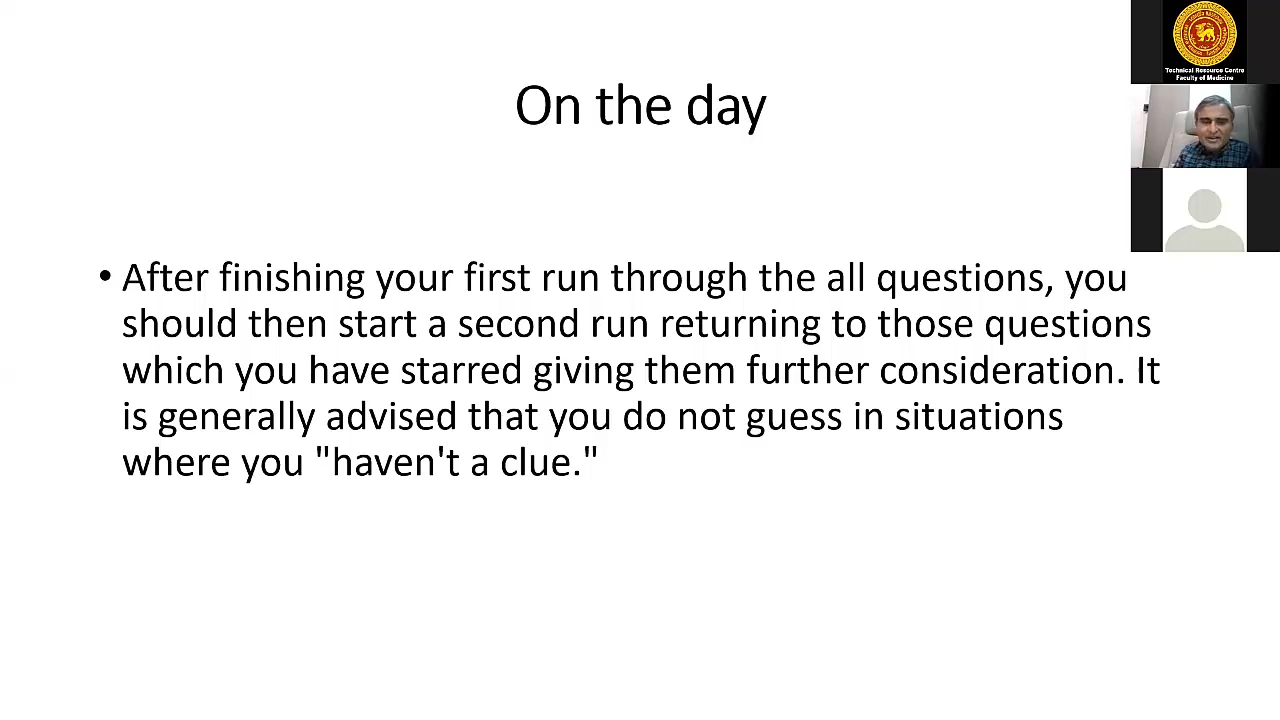 On the day
• After finishing your first run through the all questions, you
should then start a second run returning to those questions
which you have starred giving them further consideration. It
is generally advised that you do not guess in situations
where you "haven't a clue."
Technical Resource Centre
Faculty of Medicine